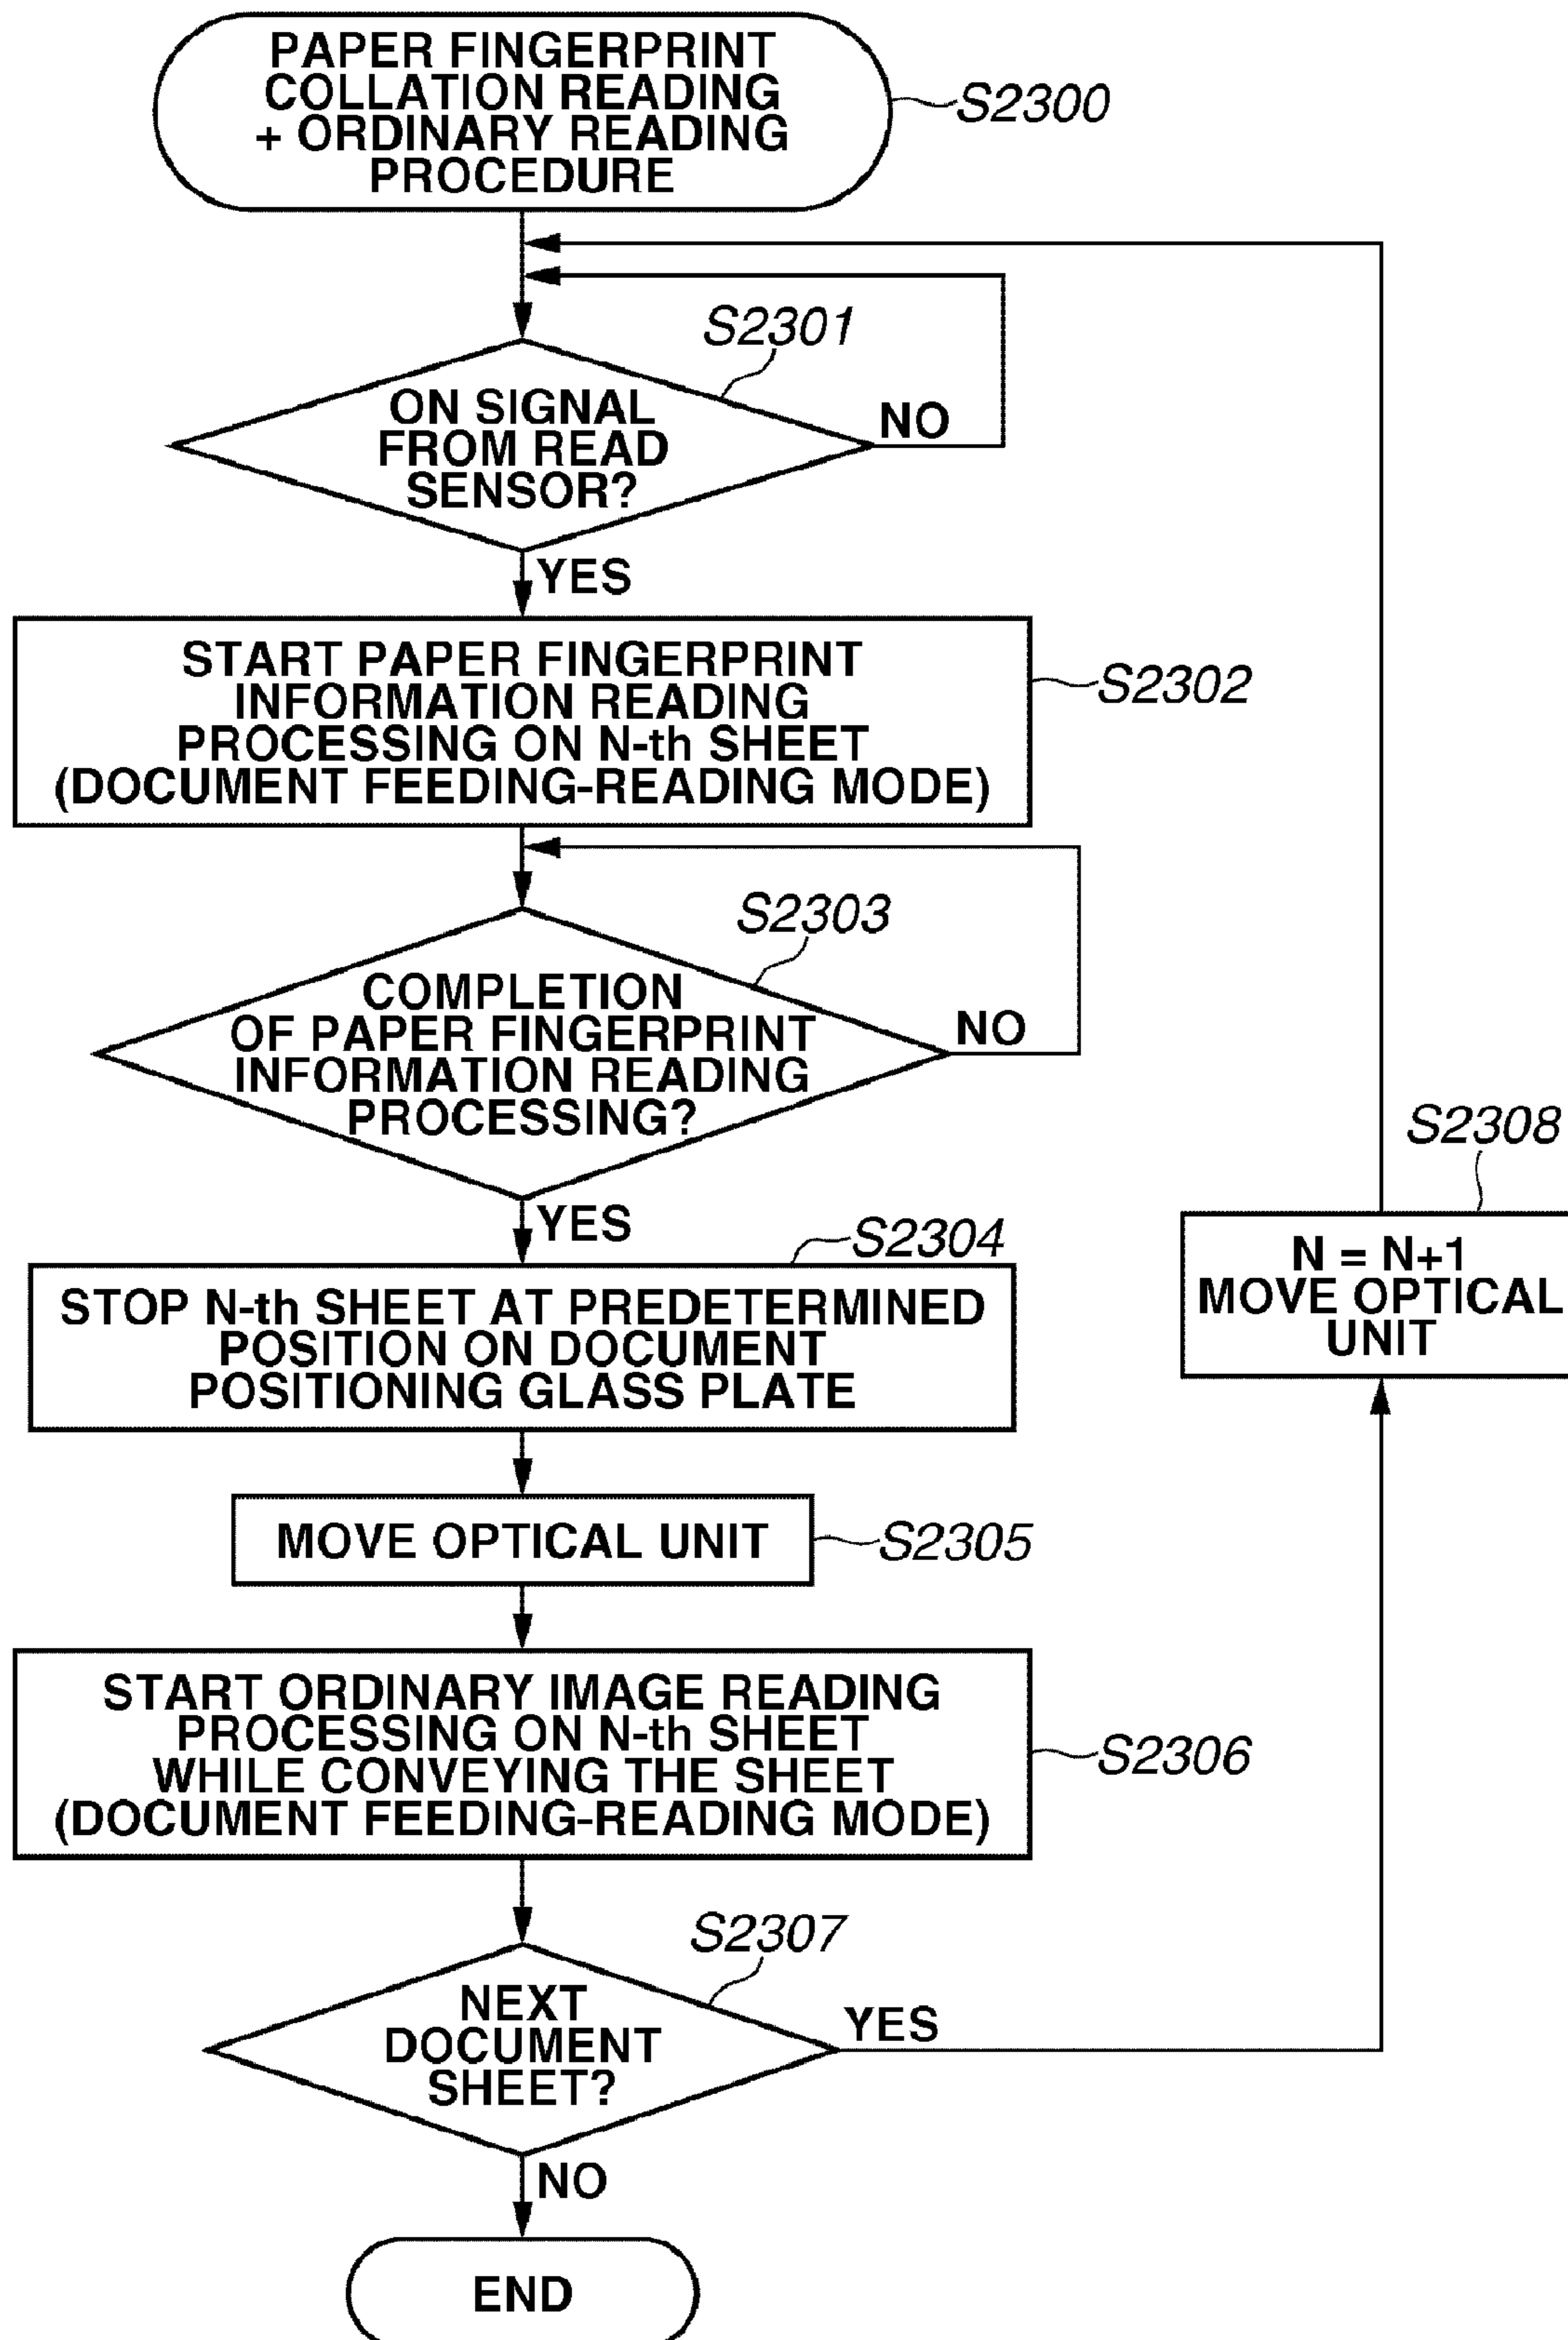 PAPER FINGERPRINT
COLLATION READING
+ ORDINARY READING
PROCEDURE
S2300
S2301
ON SIGNAL
FROM READ
SENSOR?
NO
YES
START PAPER FINGERPRINT
INFORMATION READING
PROCESSING ON N-th SHEET
(DOCUMENT FEEDING-READING MODE)
S2302
S2303
COMPLETION
OF PAPER FINGERPRINT
INFORMATION READING
PROCESSING?
NO
YES
S2304
STOP N-th SHEET AT PREDETERMINED
POSITION ON DOCUMENT
POSITIONING GLASS PLATE
S2308
N = N+1
MOVE OPTICAL
UNIT
MOVE OPTICAL UNIT
S2305
START ORDINARY IMAGE READING
PROCESSING ON N-th SHEET
WHILE CONVEYING THE SHEET
(DOCUMENT FEEDING-READING MODE)
S2306
S2307
NEXT
DOCUMENT
SHEET?
YES
NO
END